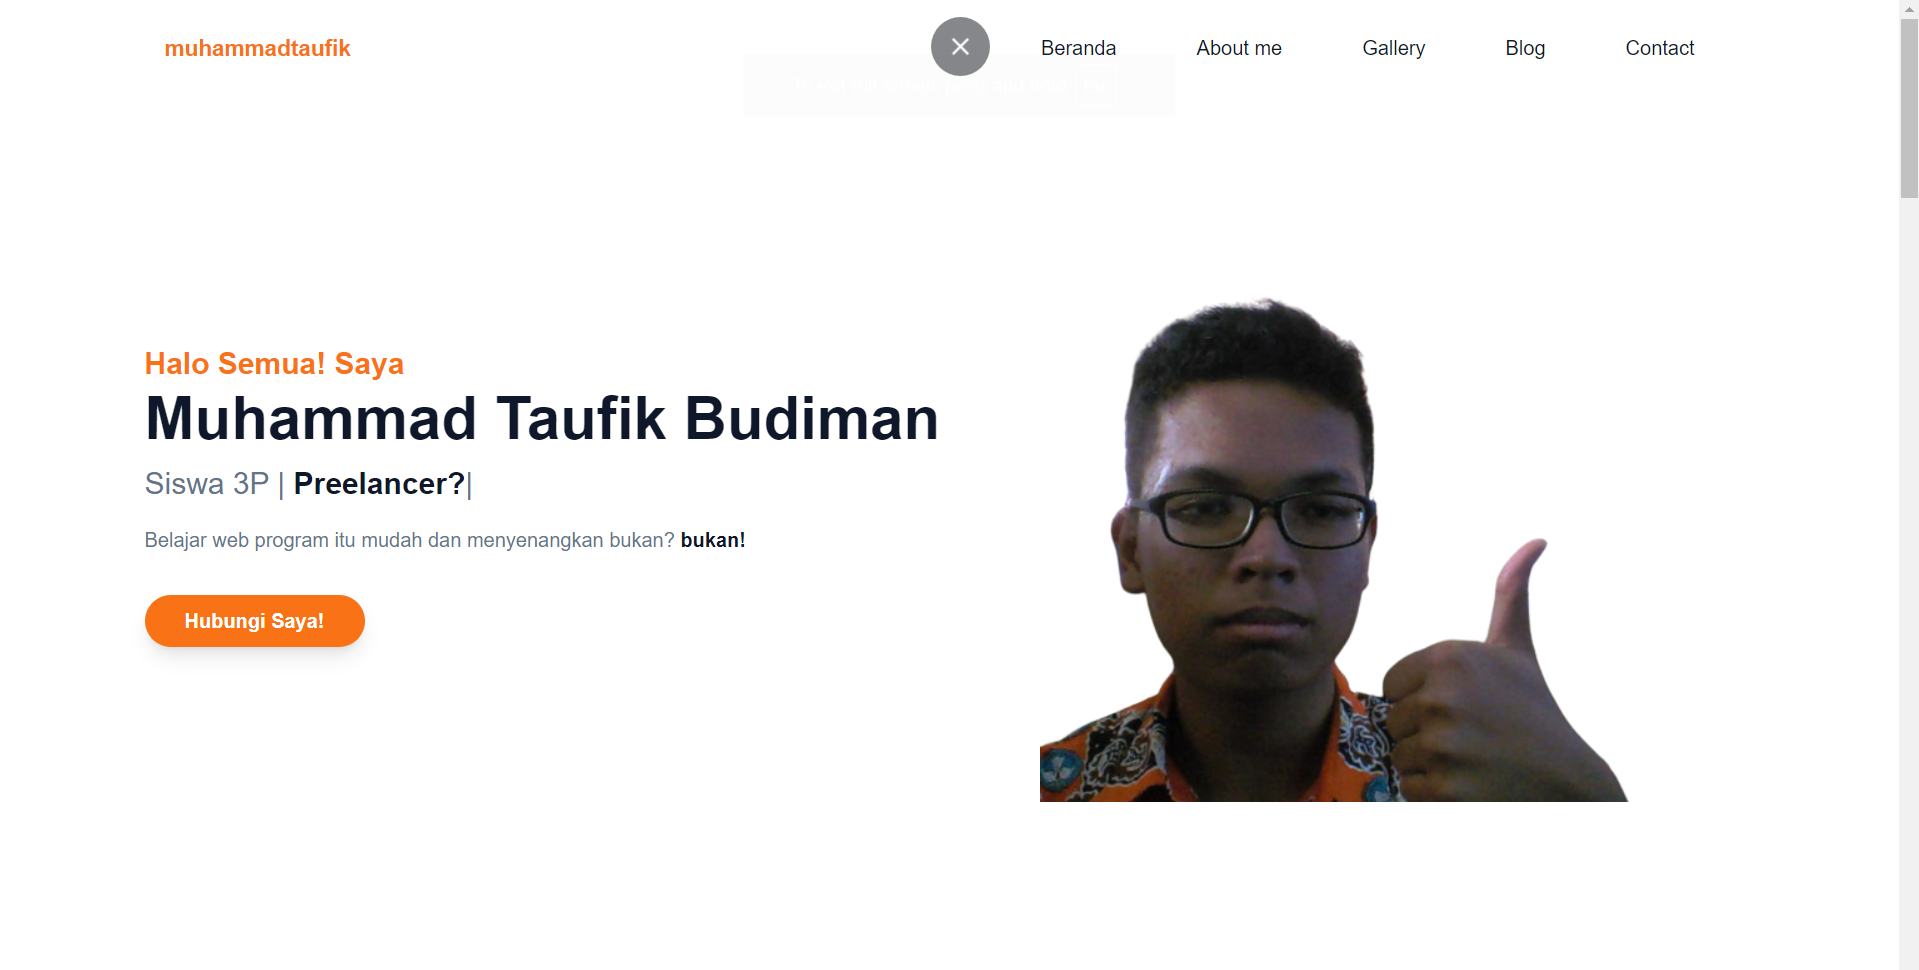 muhammadtaufik
Beranda
About me
Gallery
Blog
Contact
Halo Semua! Saya
Muhammad Taufik Budiman
Siswa 3P | Preelancer?|
Belajar web program itu mudah dan menyenangkan bukan? bukan!
Hubungi Saya!